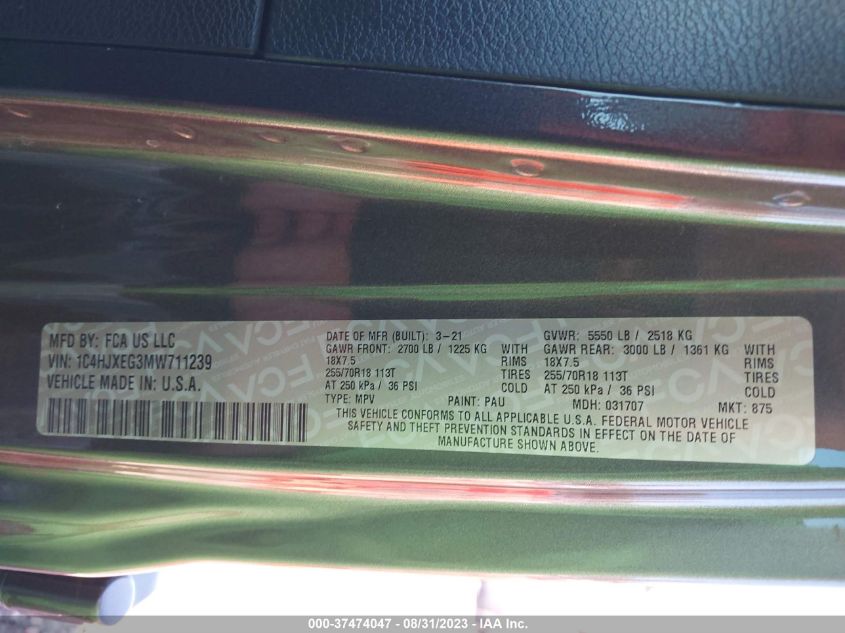 MFD BY: FCA US LLC
VIN: 1C4HJXEG3MW711239
VEHICLE MADE IN U.S.A.
DATE OF MFR (BUILT): 3-21
GAWR FRONT: 2700 LB / 1225 KG WITH
18X7.5 RIMS
255/70R18 113T TIRES
AT 250 kPa / 36 PSI COLD
GVWR: 5550 LB / 2518 KG
GAWR REAR: 3000 LB / 1361 KG WITH
18X7.5 RIMS
255/70R18 113T TIRES
AT 250 kPa / 36 PSI COLD
TYPE: MPV PAINT: PAU MDH: 031707 MKT: 875
THIS VEHICLE CONFORMS TO ALL APPLICABLE U.S.A. FEDERAL MOTOR VEHICLE
SAFETY AND THEFT PREVENTION STANDARDS IN EFFECT ON THE DATE OF
MANUFACTURE SHOWN ABOVE.
000-37474047 - 08/31/2023 - IAA Inc.